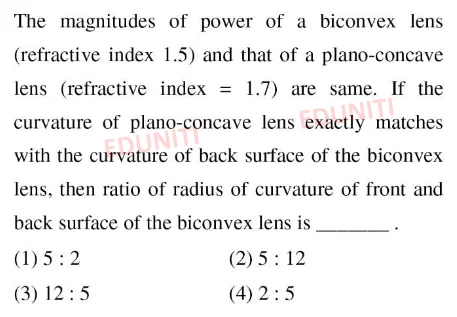 The magnitudes of power of a biconvex lens
(refractive index 1.5) and that of a plano-concave
lens (refractive index = 1.7) are same. If the
curvature of plano-concave lens exactly matches
with the curvature of back surface of the biconvex
lens, then ratio of radius of curvature of front and
back surface of the biconvex lens is _______ .
(1) 5 : 2 (2) 5 : 12
(3) 12 : 5 (4) 2 : 5
EDUNITI
EDUNITI